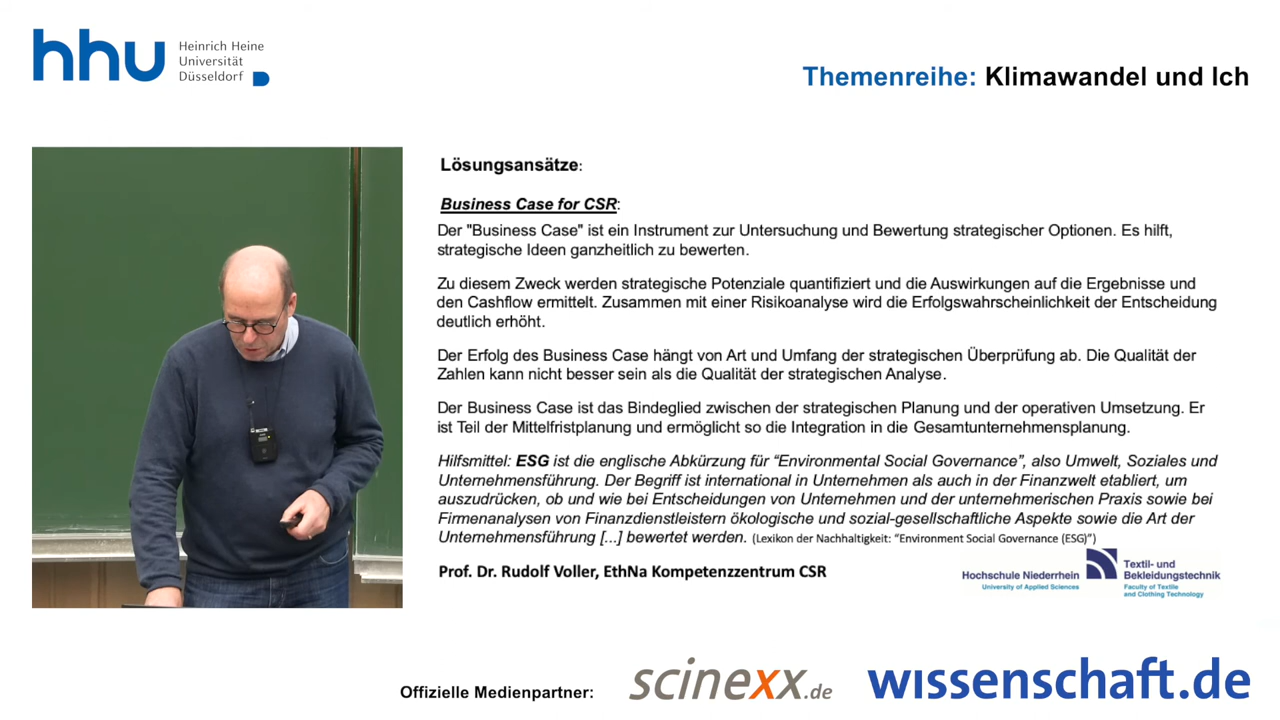 hhu Heinrich Heine
Universität
Düsseldorf
Themenreihe: Klimawandel und Ich
Lösungsansätze:
Business Case for CSR:
Der "Business Case" ist ein Instrument zur Untersuchung und Bewertung strategischer Optionen. Es hilft,
strategische Ideen ganzheitlich zu bewerten.
Zu diesem Zweck werden strategische Potenziale quantifiziert und die Auswirkungen auf die Ergebnisse und
den Cashflow ermittelt. Zusammen mit einer Risikoanalyse wird die Erfolgswahrscheinlichkeit der Entscheidung
deutlich erhöht.
Der Erfolg des Business Case hängt von Art und Umfang der strategischen Überprüfung ab. Die Qualität der
Zahlen kann nicht besser sein als die Qualität der strategischen Analyse.
Der Business Case ist das Bindeglied zwischen der strategischen Planung und der operativen Umsetzung. Er
ist Teil der Mittelfristplanung und ermöglicht so die Integration in die Gesamtunternehmensplanung.
Hilfsmittel: ESG ist die englische Abkürzung für “Environmental Social Governance”, also Umwelt, Soziales und
Unternehmensführung. Der Begriff ist international in Unternehmen als auch in der Finanzwelt etabliert, um
auszudrücken, ob und wie bei Entscheidungen von Unternehmen und der unternehmerischen Praxis sowie bei
Firmenanalysen von Finanzdienstleistern ökologische und sozial-gesellschaftliche Aspekte sowie die Art der
Unternehmensführung [...] bewertet werden. (Lexikon der Nachhaltigkeit: “Environment Social Governance (ESG)”)
Prof. Dr. Rudolf Voller, EthNa Kompetenzzentrum CSR
Hochschule Niederrhein
University of Applied Sciences
Textil- und
Bekleidungstechnik
Faculty of Textile
and Clothing Technology
Offizielle Medienpartner: scinexx.de wissenschaft.de